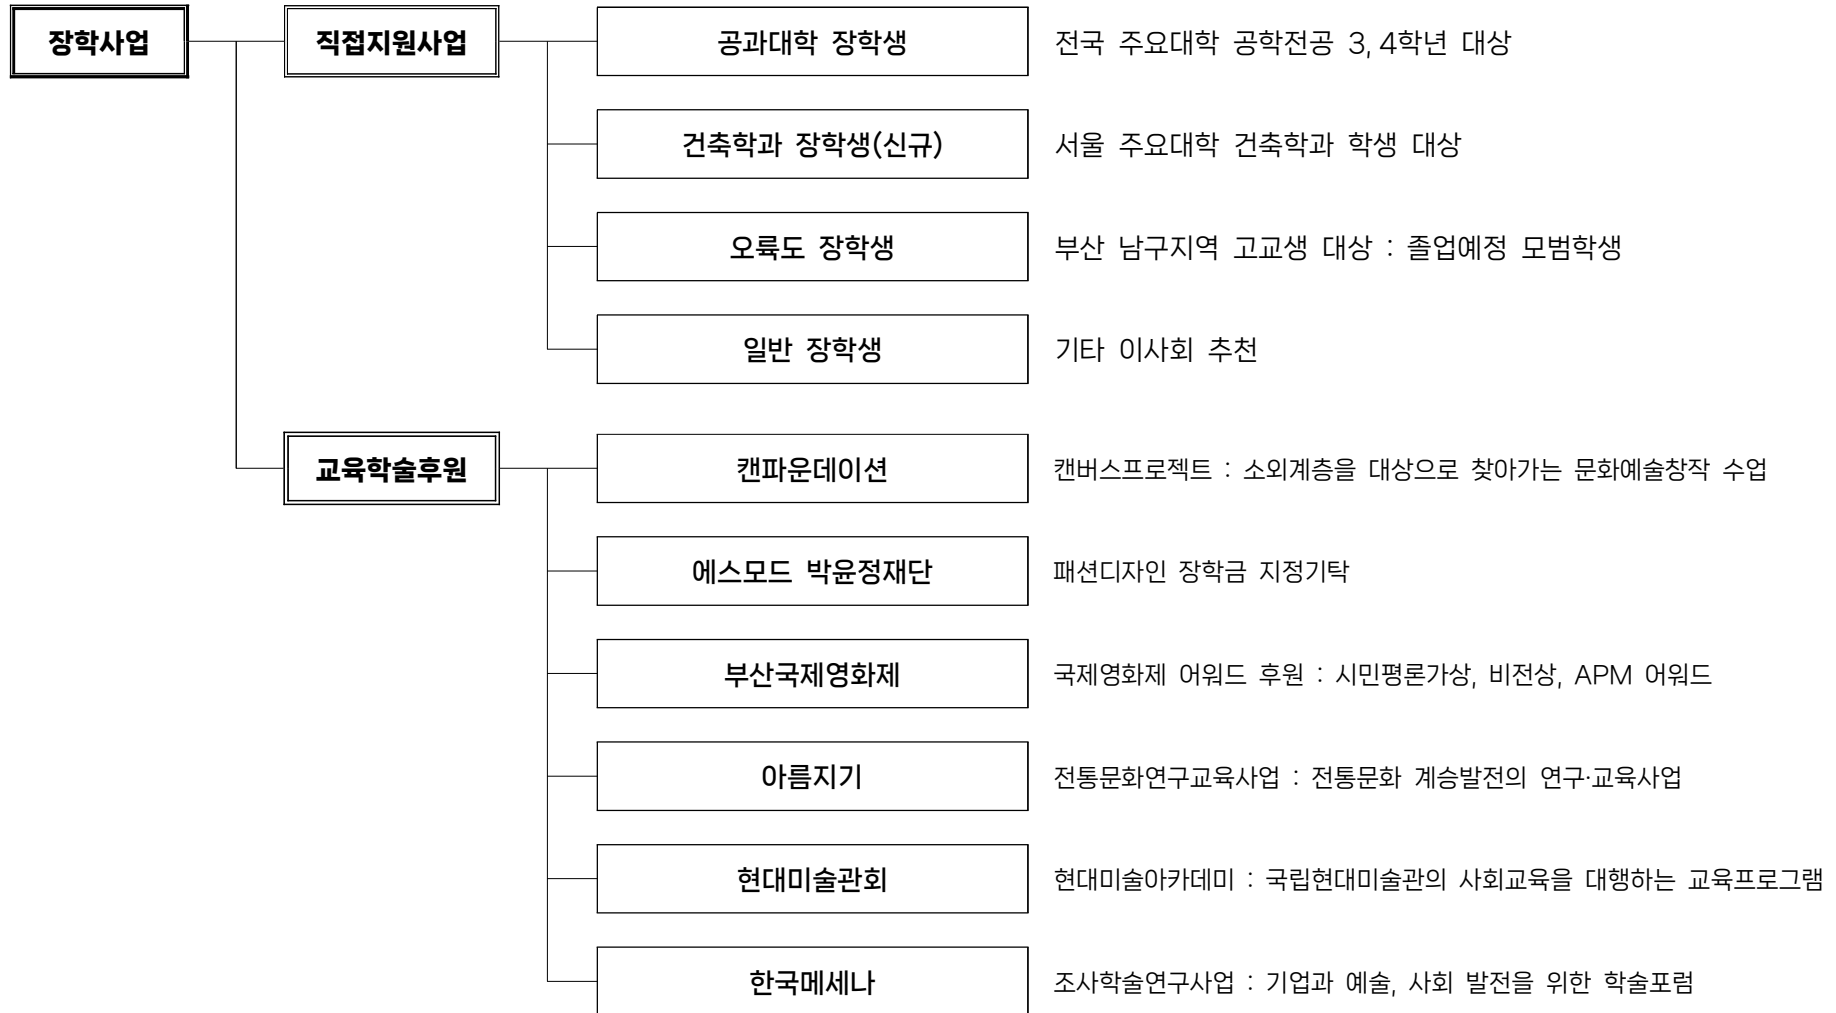 장학사업
직접지원사업
공과대학 장학생
전국 주요대학 공학전공 3, 4학년 대상
건축학과 장학생(신규)
서울 주요대학 건축학과 학생 대상
오륙도 장학생
부산 남구지역 고교생 대상 : 졸업예정 모범학생
일반 장학생
기타 이사회 추천
교육학술후원
캔파운데이션
캔버스프로젝트 : 소외계층을 대상으로 찾아가는 문화예술창작 수업
에스모드 박윤정재단
패션디자인 장학금 지정기탁
부산국제영화제
국제영화제 어워드 후원 : 시민평론가상, 비전상, APM 어워드
아름지기
전통문화연구교육사업 : 전통문화 계승발전의 연구·교육사업
현대미술관회
현대미술아카데미 : 국립현대미술관의 사회교육을 대행하는 교육프로그램
한국메세나
조사학술연구사업 : 기업과 예술, 사회 발전을 위한 학술포럼